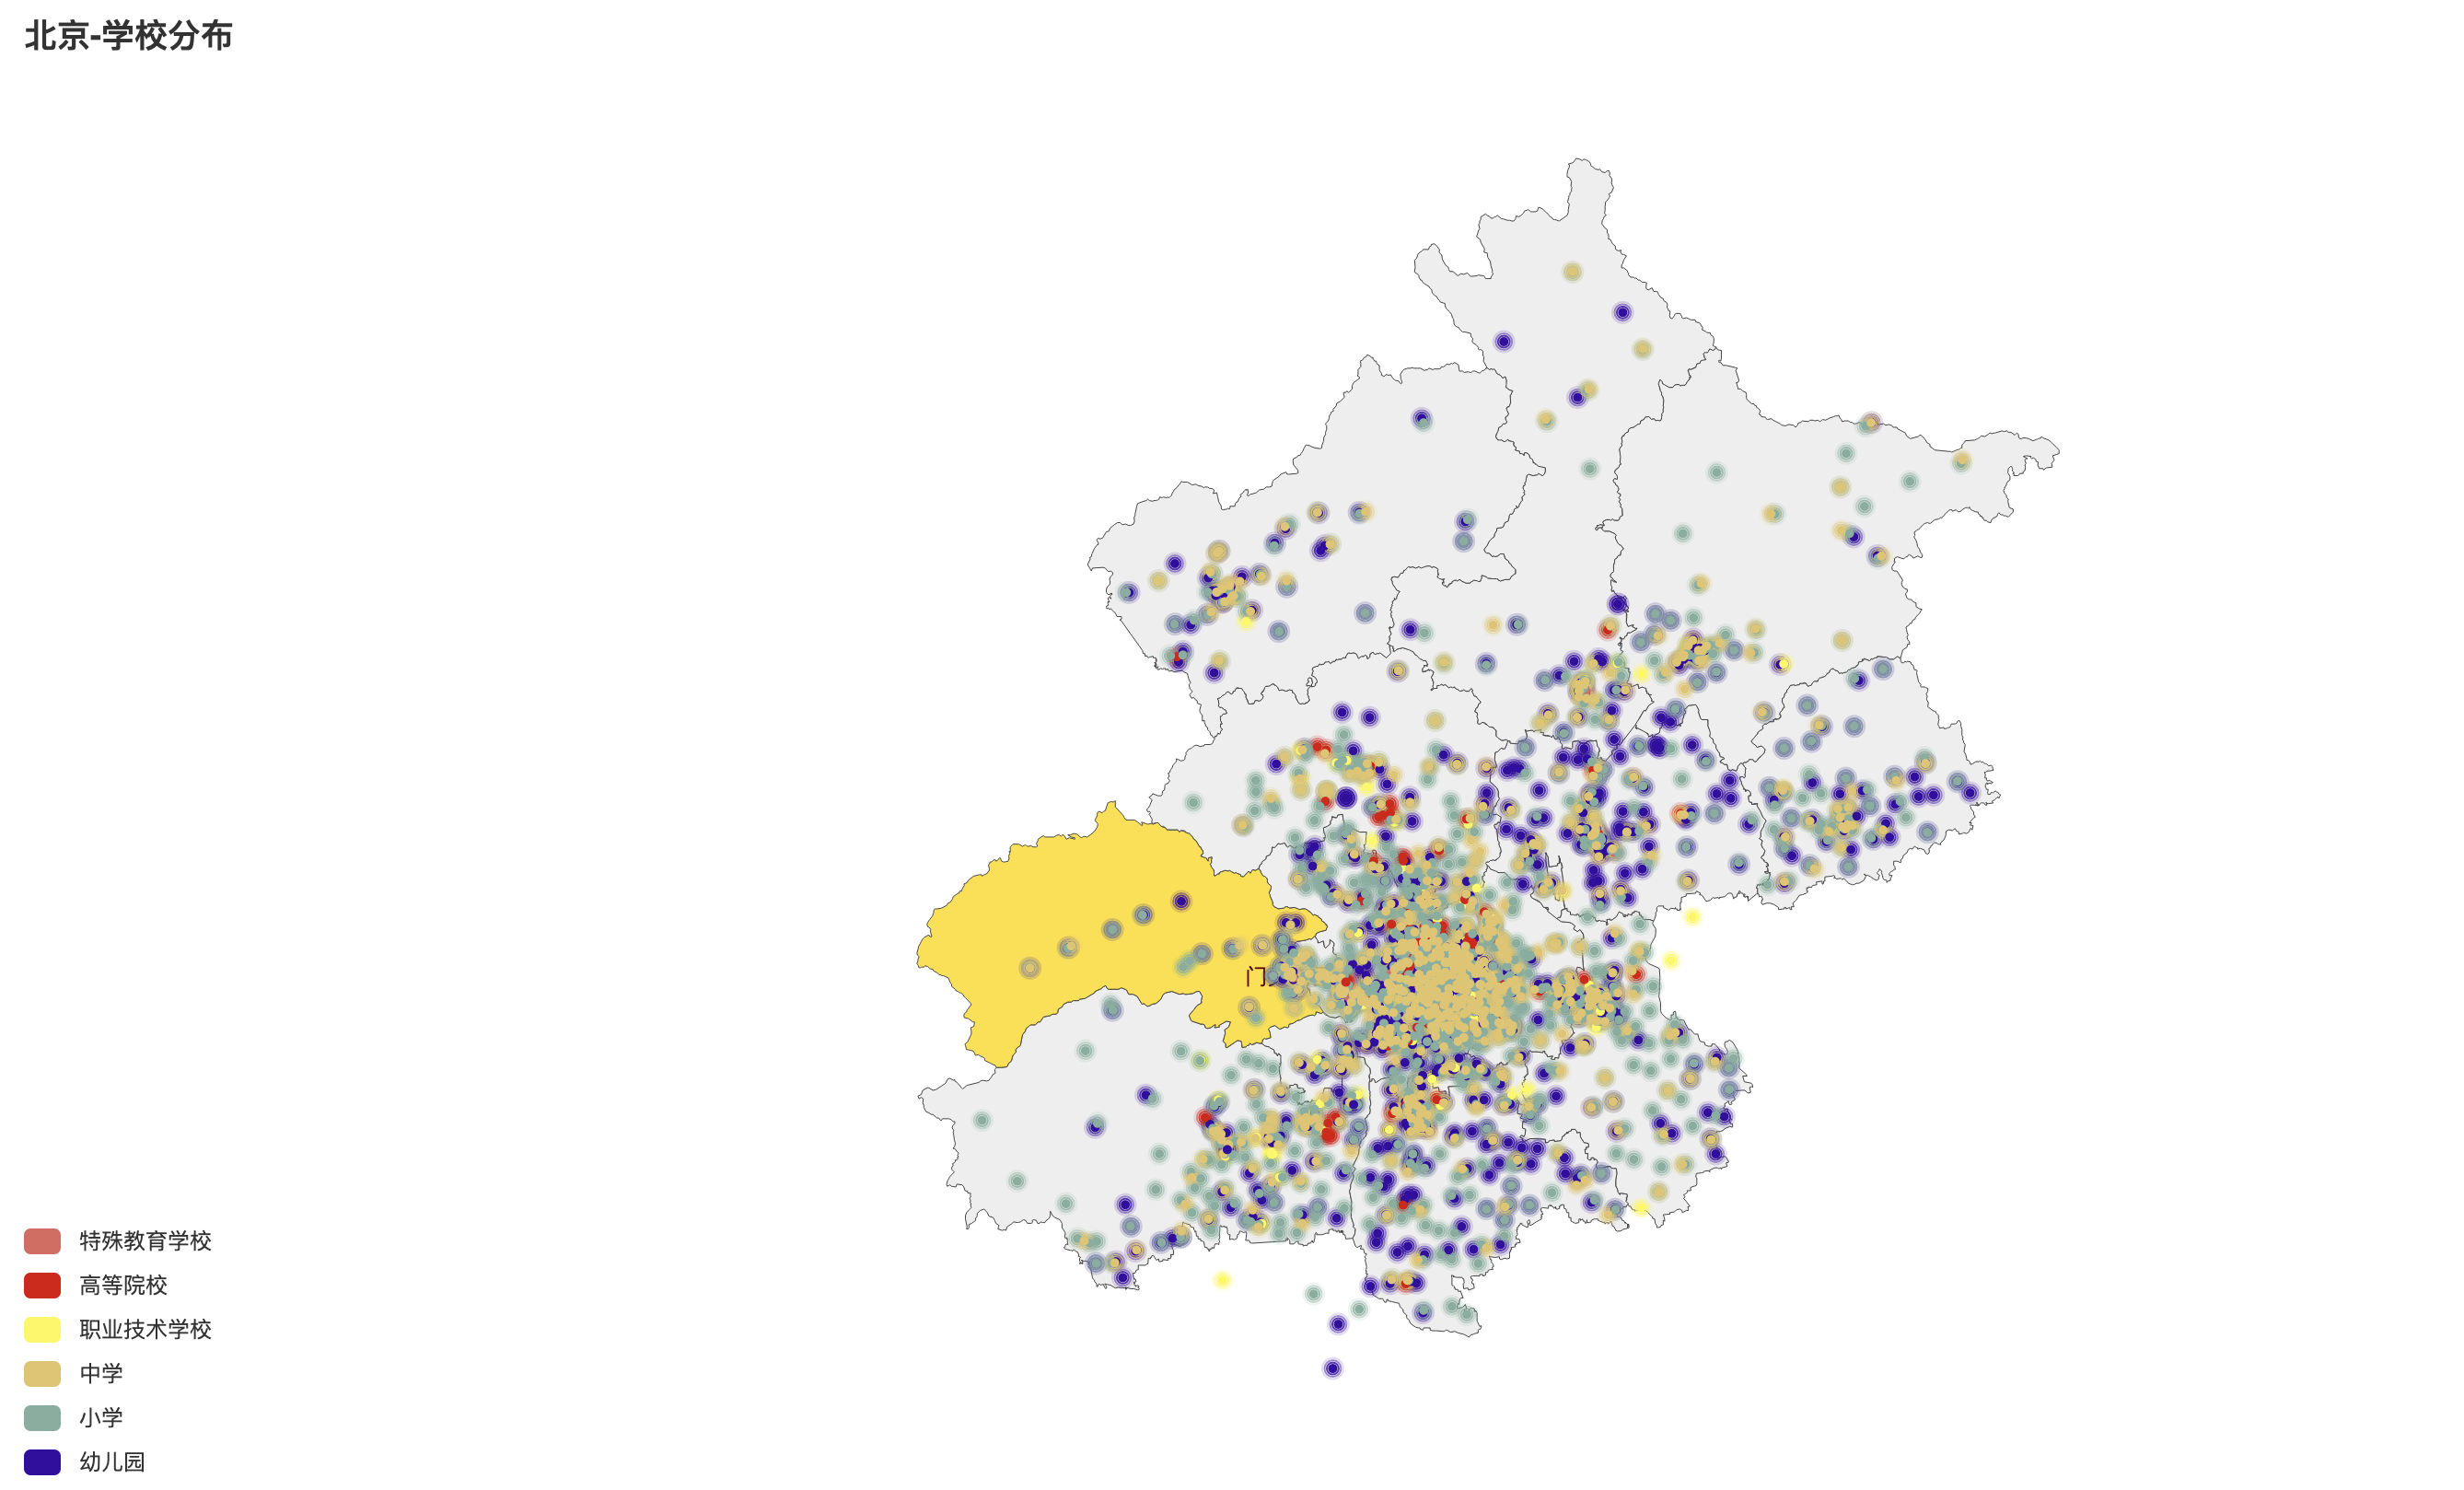 北京-学校分布
门
特殊教育学校
高等院校
职业技术学校
中学
小学
幼儿园